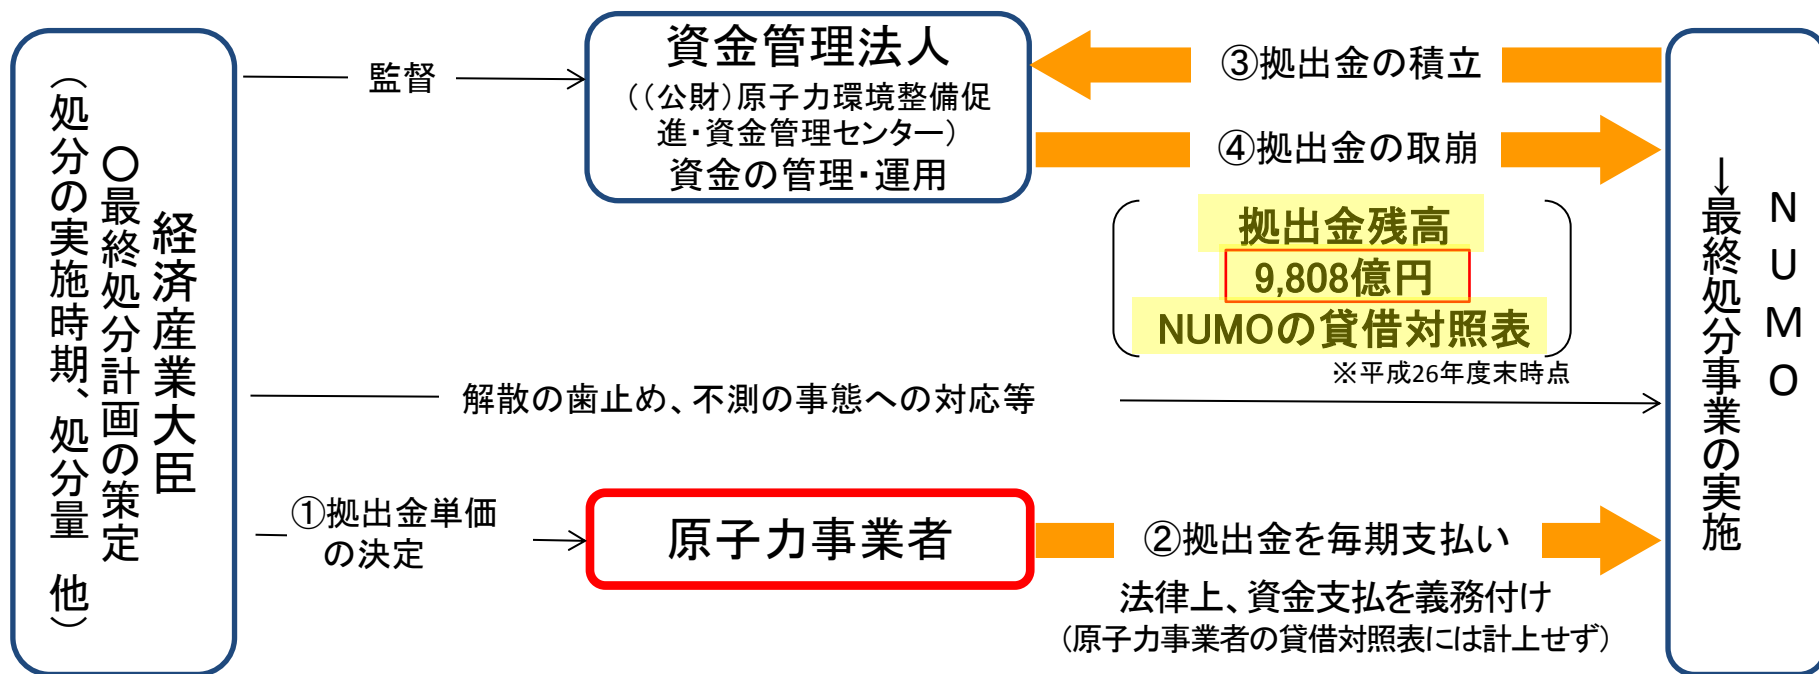 経済産業大臣
〇最終処分計画の策定
（処分の実施時期、処分量　他）
監督
資金管理法人
（（公財）原子力環境整備促
進・資金管理センター）
資金の管理・運用
③拠出金の積立
④拠出金の取崩
拠出金残高
9,808億円
NUMOの貸借対照表
※平成26年度末時点
解散の歯止め、不測の事態への対応等
①拠出金単価
の決定
原子力事業者
②拠出金を毎期支払い
法律上、資金支払を義務付け
（原子力事業者の貸借対照表には計上せず）
NUMO
→最終処分事業の実施